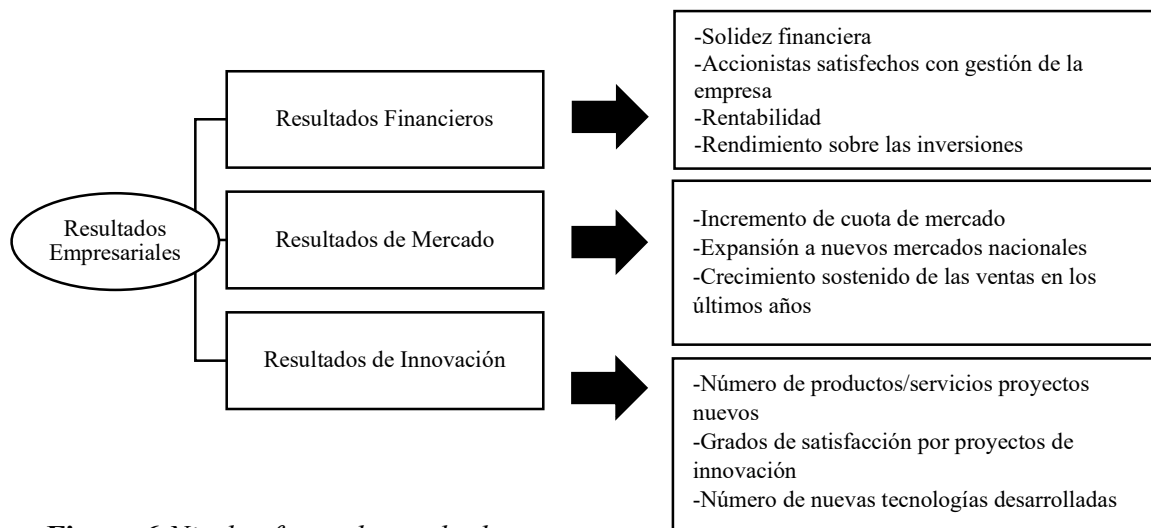 Resultados
Empresariales
Resultados Financieros
-Solidez financiera
-Accionistas satisfechos con gestión de la
empresa
-Rentabilidad
-Rendimiento sobre las inversiones
Resultados de Mercado
-Incremento de cuota de mercado
-Expansión a nuevos mercados nacionales
-Crecimiento sostenido de las ventas en los
últimos años
Resultados de Innovación
-Número de productos/servicios proyectos
nuevos
-Grados de satisfacción por proyectos de
innovación
-Número de nuevas tecnologías desarrolladas
Figura 6